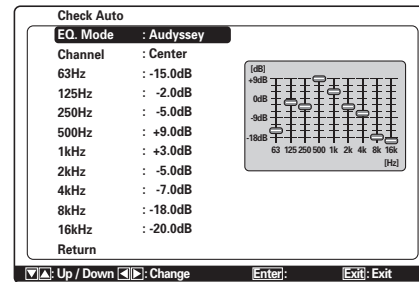 Check Auto
EQ. Mode : Audyssey
Channel : Center
63Hz : -15.0dB
125Hz : -2.0dB
250Hz : -5.0dB
500Hz : +9.0dB
1kHz : +3.0dB
2kHz : -5.0dB
4kHz : -7.0dB
8kHz : -18.0dB
16kHz : -20.0dB
Return
[dB]
+9dB
0dB
-9dB
-18dB
63 125 250 500 1k 2k 4k 8k 16k
[Hz]
▼▲: Up / Down ◀▶: Change Enter: Exit: Exit